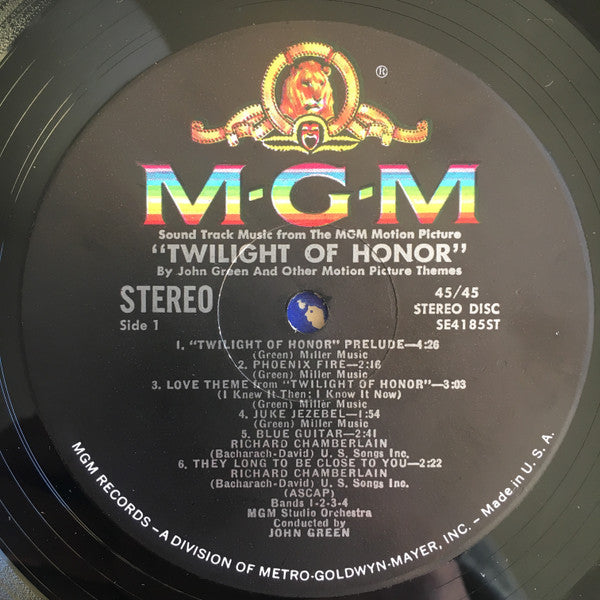 ®
M·G·M
Sound Track Music from The MGM Motion Picture
"TWILIGHT OF HONOR"
By John Green And Other Motion Picture Themes
STEREO
Side 1
45/45
STEREO DISC
SE4185ST
1. "TWILIGHT OF HONOR" PRELUDE—4:26
(Green) Miller Music
2. PHOENIX FIRE—2:16
(Green) Miller Music
3. LOVE THEME from "TWILIGHT OF HONOR"—3:03
(I Knew It Then; I Know It Now)
(Green) Miller Music
4. JUKE JEZEBEL—1:54
(Green) Miller Music
5. BLUE GUITAR—2:41
RICHARD CHAMBERLAIN
(Bacharach-David) U. S. Songs Inc.
6. THEY LONG TO BE CLOSE TO YOU—2:22
RICHARD CHAMBERLAIN
(Bacharach-David) U. S. Songs Inc.
(ASCAP)
Bands 1-2-3-4
MGM Studio Orchestra
Conducted by
JOHN GREEN
MGM RECORDS – A DIVISION OF METRO-GOLDWYN-MAYER, INC. – Made in U. S. A.